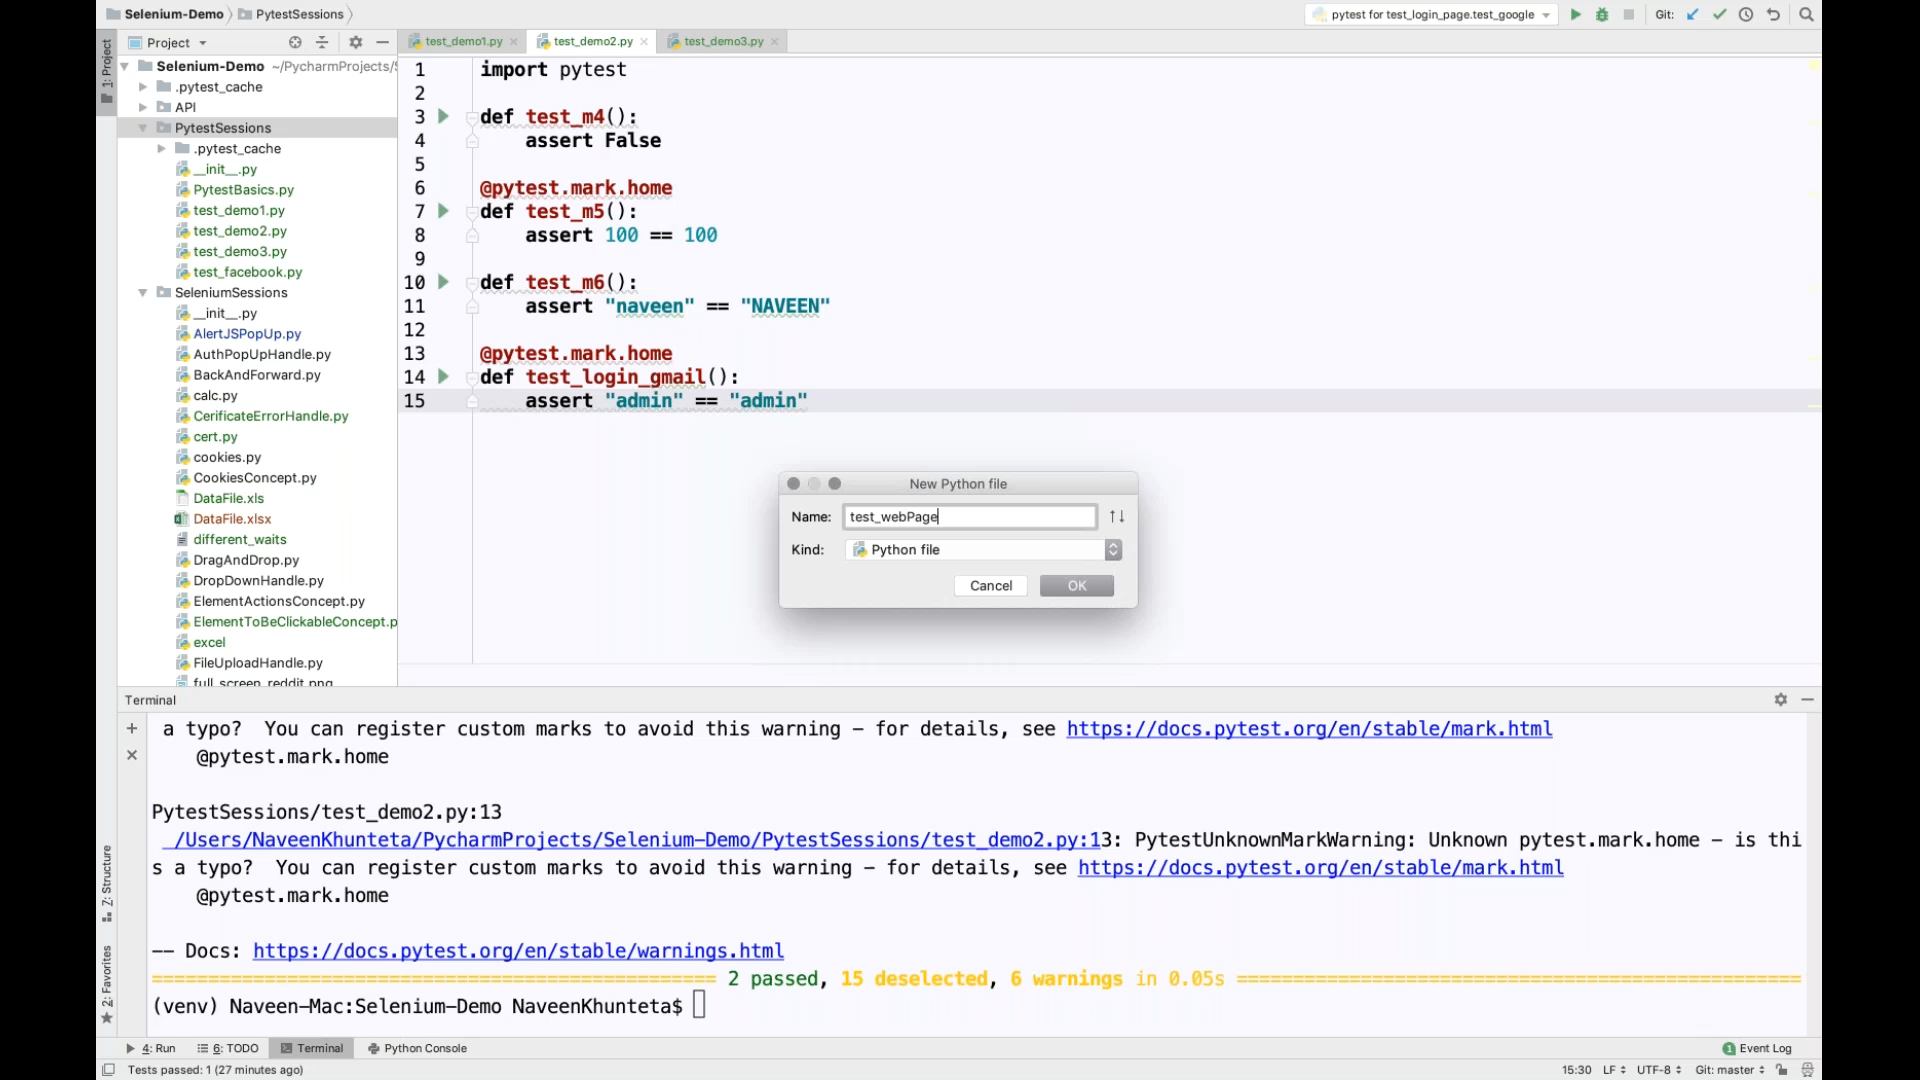 Selenium-Demo
PytestSessions
pytest for test_login_page.test_google
Git:
1: Project
Project
test_demo1.py
test_demo2.py
test_demo3.py
Selenium-Demo ~/PycharmProjects/S
.pytest_cache
API
PytestSessions
.pytest_cache
__init__.py
PytestBasics.py
test_demo1.py
test_demo2.py
test_demo3.py
test_facebook.py
SeleniumSessions
__init__.py
AlertJSPopUp.py
AuthPopUpHandle.py
BackAndForward.py
calc.py
CerificateErrorHandle.py
cert.py
cookies.py
CookiesConcept.py
DataFile.xls
DataFile.xlsx
different_waits
DragAndDrop.py
DropDownHandle.py
ElementActionsConcept.py
ElementToBeClickableConcept.p
excel
FileUploadHandle.py
full_screen_reddit.png
1 import pytest
2
3 def test_m4():
4 assert False
5
6 @pytest.mark.home
7 def test_m5():
8 assert 100 == 100
9
10 def test_m6():
11 assert "naveen" == "NAVEEN"
12
13 @pytest.mark.home
14 def test_login_gmail():
15 assert "admin" == "admin"
New Python file
Name: test_webPage
Kind: Python file
Cancel OK
Terminal
a typo? You can register custom marks to avoid this warning - for details, see https://docs.pytest.org/en/stable/mark.html
@pytest.mark.home
PytestSessions/test_demo2.py:13
/Users/NaveenKhunteta/PycharmProjects/Selenium-Demo/PytestSessions/test_demo2.py:13: PytestUnknownMarkWarning: Unknown pytest.mark.home - is thi
s a typo? You can register custom marks to avoid this warning - for details, see https://docs.pytest.org/en/stable/mark.html
@pytest.mark.home
-- Docs: https://docs.pytest.org/en/stable/warnings.html
2 passed, 15 deselected, 6 warnings in 0.05s
(venv) Naveen-Mac:Selenium-Demo NaveenKhunteta$
Z: Structure
2: Favorites
4: Run
6: TODO
Terminal
Python Console
1 Event Log
Tests passed: 1 (27 minutes ago)
15:30 LF UTF-8 Git: master